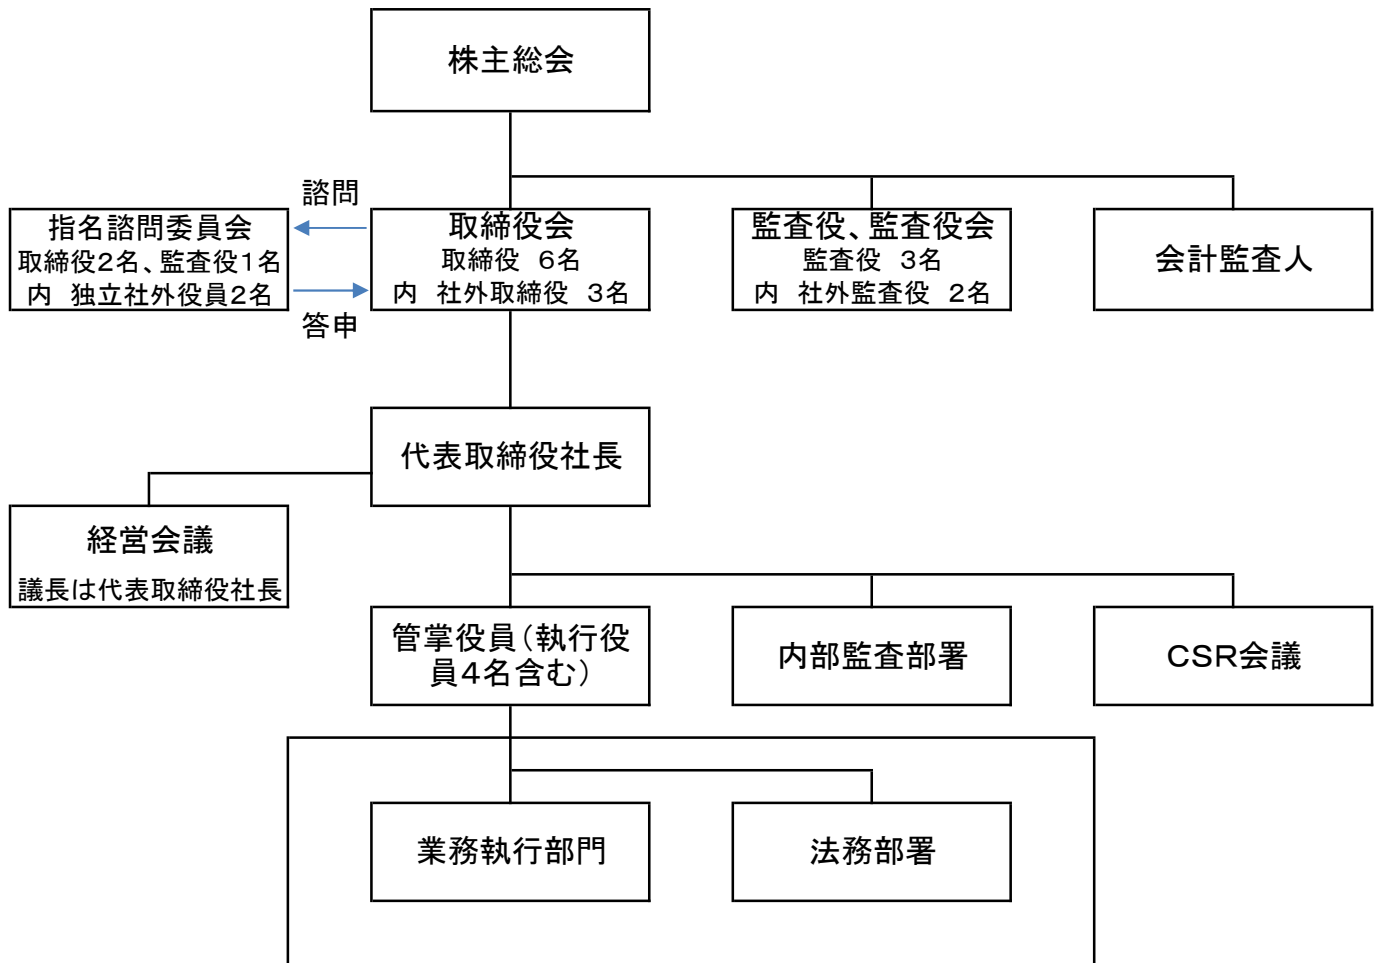 株主総会
諮問
指名諮問委員会
取締役2名、監査役1名
内　独立社外役員2名
答申
取締役会
取締役　6名
内　社外取締役　3名
監査役、監査役会
監査役　3名
内　社外監査役　2名
会計監査人
代表取締役社長
経営会議
議長は代表取締役社長
管掌役員（執行役
員4名含む）
内部監査部署
CSR会議
業務執行部門
法務部署